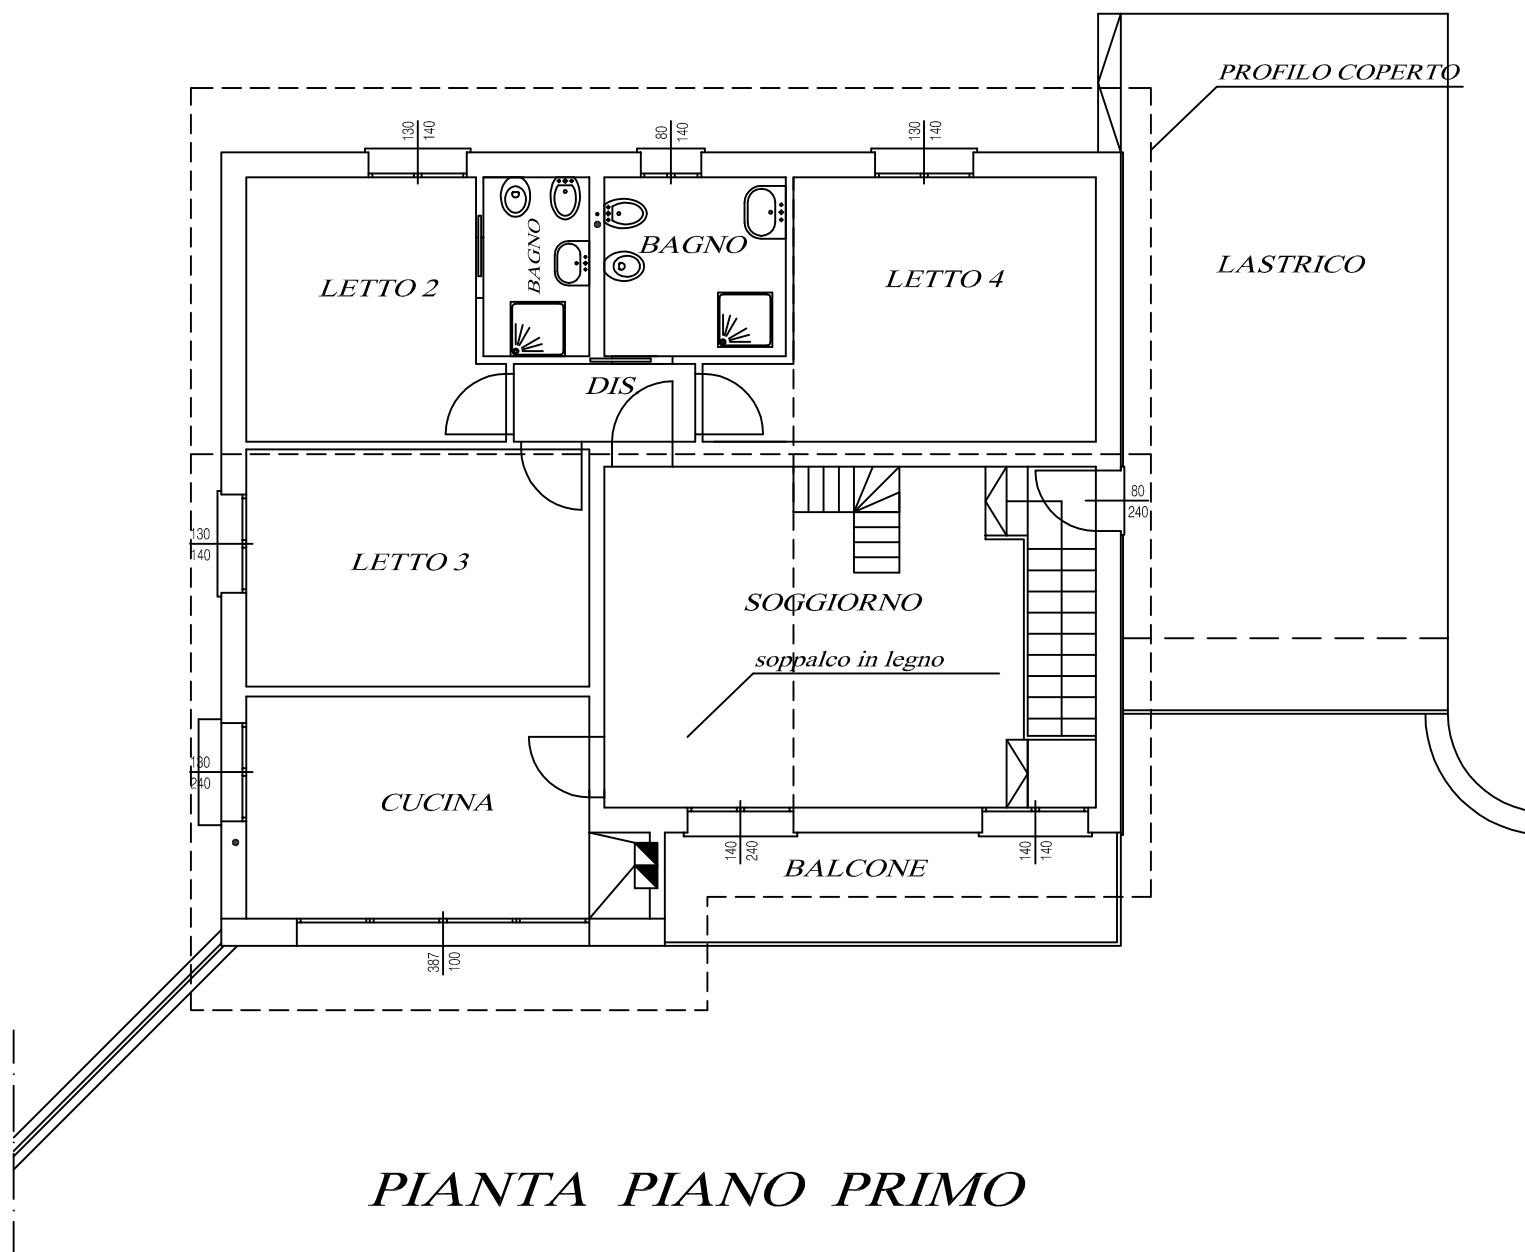 PROFILO COPERTO
130
140
80
140
130
140
BAGNO
BAGNO
LETTO 2
LETTO 4
LASTRICO
DIS.
80
240
130
140
LETTO 3
SOGGIORNO
soppalco in legno
130
240
CUCINA
140
240
140
140
BALCONE
387
100
PIANTA PIANO PRIMO